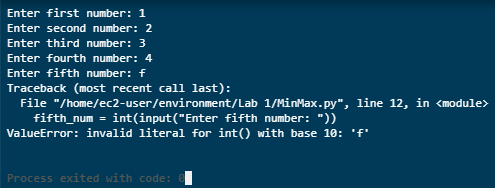 Enter first number: 1
Enter second number: 2
Enter third number: 3
Enter fourth number: 4
Enter fifth number: f
Traceback (most recent call last):
  File "/home/ec2-user/environment/Lab 1/MinMax.py", line 12, in <module>
    fifth_num = int(input("Enter fifth number: "))
ValueError: invalid literal for int() with base 10: 'f'
Process exited with code: 0